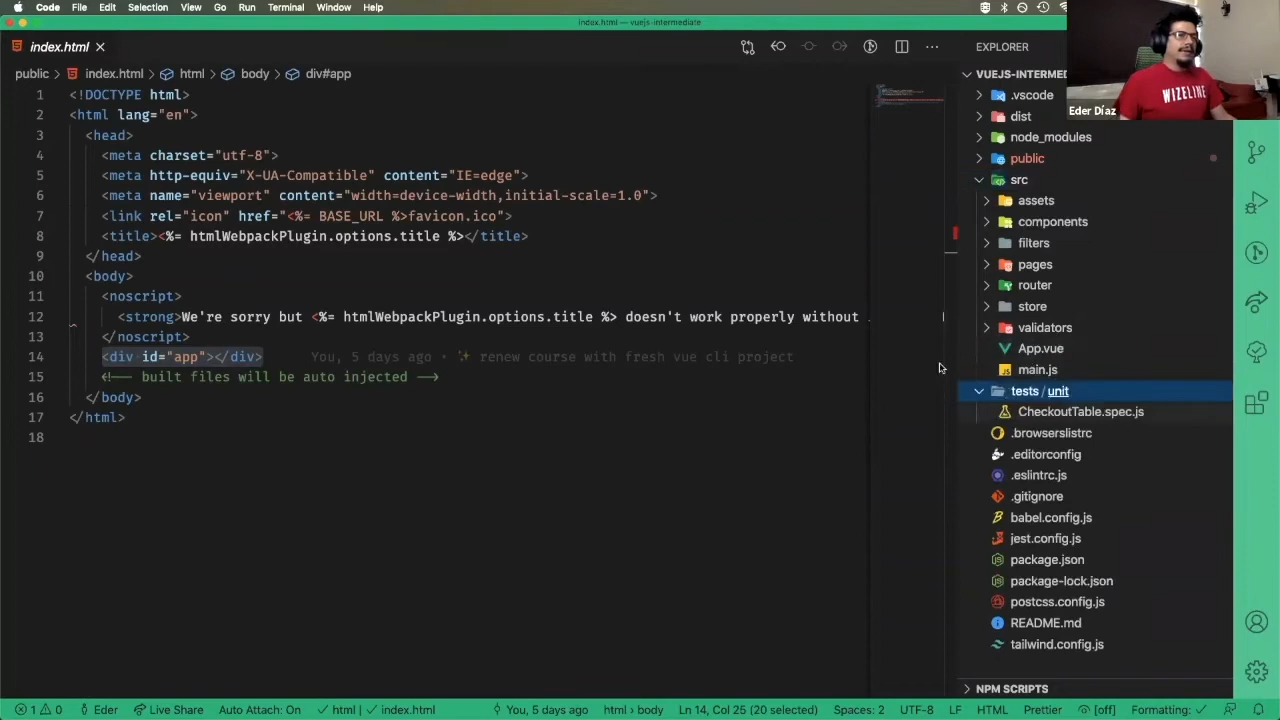 Code File Edit Selection View Go Run Terminal Window Help
index.html — vuejs-intermediate
index.html
public > index.html > html > body > div#app
1 <!DOCTYPE html>
2 <html lang="en">
3 <head>
4 <meta charset="utf-8">
5 <meta http-equiv="X-UA-Compatible" content="IE=edge">
6 <meta name="viewport" content="width=device-width,initial-scale=1.0">
7 <link rel="icon" href="<%= BASE_URL %>favicon.ico">
8 <title><%= htmlWebpackPlugin.options.title %></title>
9 </head>
10 <body>
11 <noscript>
12 <strong>We're sorry but <%= htmlWebpackPlugin.options.title %> doesn't work properly without
13 </noscript>
14 <div id="app"></div> You, 5 days ago • ✨ renew course with fresh vue cli project
15 <!-- built files will be auto injected -->
16 </body>
17 </html>
18
EXPLORER
VUEJS-INTERM
.vscode
dist
node_modules
public
src
assets
components
filters
pages
router
store
validators
App.vue
main.js
tests / unit
CheckoutTable.spec.js
.browserslistrc
.editorconfig
.eslintrc.js
.gitignore
babel.config.js
jest.config.js
package.json
package-lock.json
postcss.config.js
README.md
tailwind.config.js
NPM SCRIPTS
WIZELINE
Eder Díaz
1 0 Eder Live Share Auto Attach: On html | index.html You, 5 days ago html › body Ln 14, Col 25 (20 selected) Spaces: 2 UTF-8 LF HTML Prettier [off] Formatting: ✓